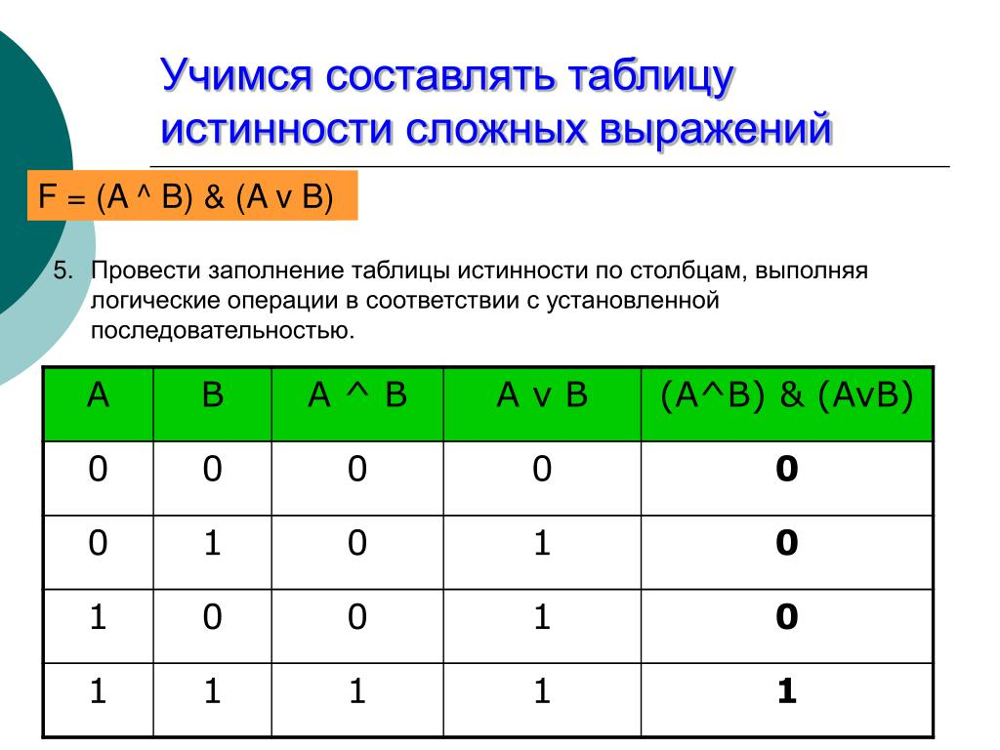 Учимся составлять таблицу
истинности сложных выражений
F = (A ^ B) & (A v B)
5. Провести заполнение таблицы истинности по столбцам, выполняя
логические операции в соответствии с установленной
последовательностью.
A B A ^ B A v B (A^B) & (AvB)
0 0 0 0 0
0 1 0 1 0
1 0 0 1 0
1 1 1 1 1